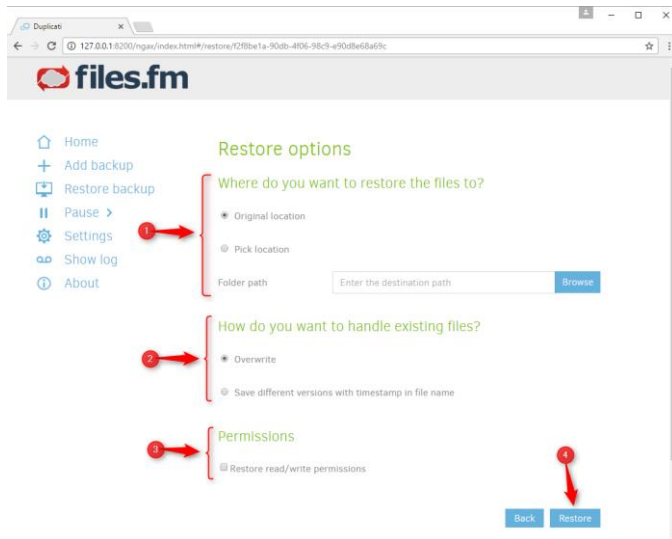 Duplicati
127.0.0.1:8200/ngax/index.html#/restore/f2f8be1a-90db-4f06-98c9-e90d8e68a69c
files.fm
Home
Add backup
Restore backup
Pause >
Settings
Show log
About
Restore options
Where do you want to restore the files to?
1
Original location
Pick location
Folder path
Enter the destination path
Browse
How do you want to handle existing files?
2
Overwrite
Save different versions with timestamp in file name
Permissions
3
Restore read/write permissions
4
Back
Restore